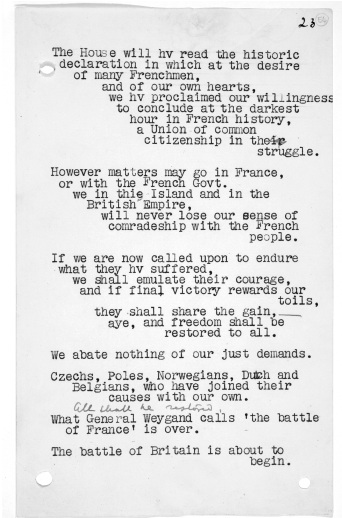 23
The House will hv read the historic
declaration in which at the desire
of many Frenchmen,
and of our own hearts,
we hv proclaimed our willingness
to conclude at the darkest
hour in French history,
a Union of common
citizenship in their
struggle.
However matters may go in France,
or with the French Govt.
we in this Island and in the
British Empire,
will never lose our sense of
comradeship with the French
people.
If we are now called upon to endure
what they hv suffered,
we shall emulate their courage,
and if final victory rewards our
toils,
they shall share the gain,
aye, and freedom shall be
restored to all.
We abate nothing of our just demands.
Czechs, Poles, Norwegians, Dutch and
Belgians, who have joined their
causes with our own.
All shall be restored.
What General Weygand calls 'the battle
of France' is over.
The battle of Britain is about to
begin.